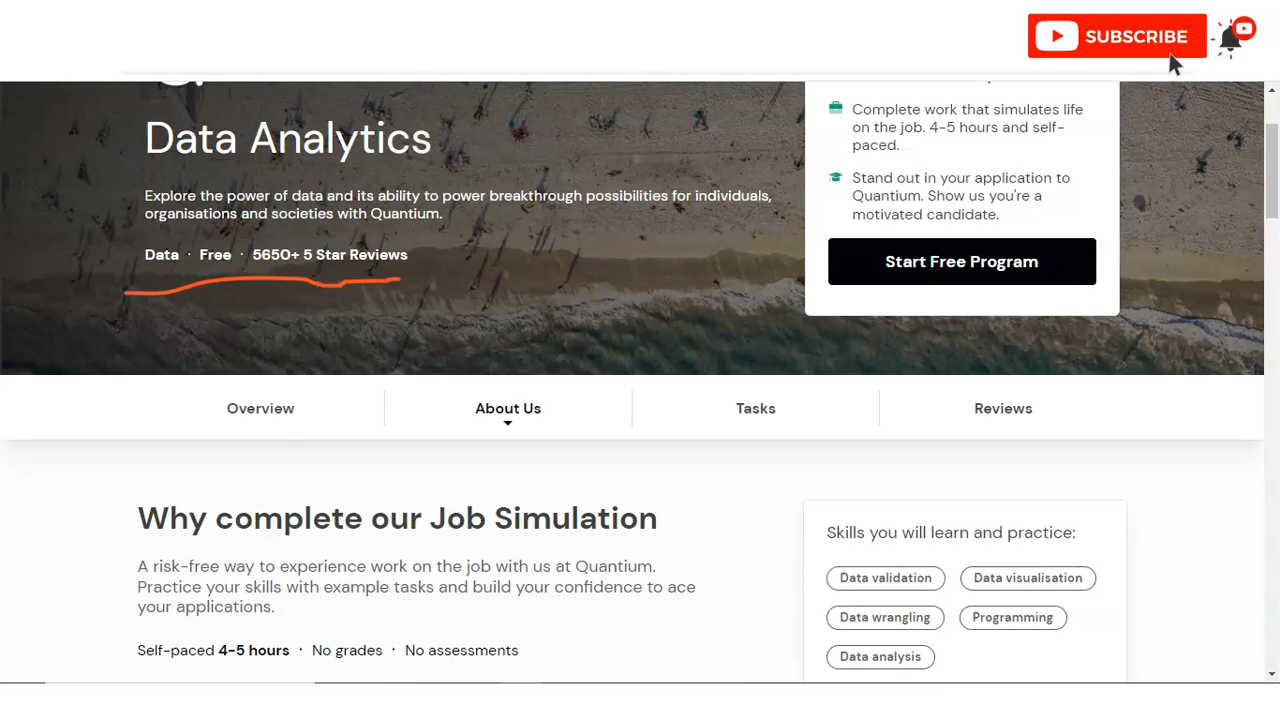 SUBSCRIBE
Data Analytics
Explore the power of data and its ability to power breakthrough possibilities for individuals,
organisations and societies with Quantium.
Data · Free · 5650+ 5 Star Reviews
Complete work that simulates life
on the job. 4-5 hours and self-
paced.
Stand out in your application to
Quantium. Show us you're a
motivated candidate.
Start Free Program
Overview
About Us
Tasks
Reviews
Why complete our Job Simulation
A risk-free way to experience work on the job with us at Quantium.
Practice your skills with example tasks and build your confidence to ace
your applications.
Self-paced 4-5 hours · No grades · No assessments
Skills you will learn and practice:
Data validation
Data visualisation
Data wrangling
Programming
Data analysis